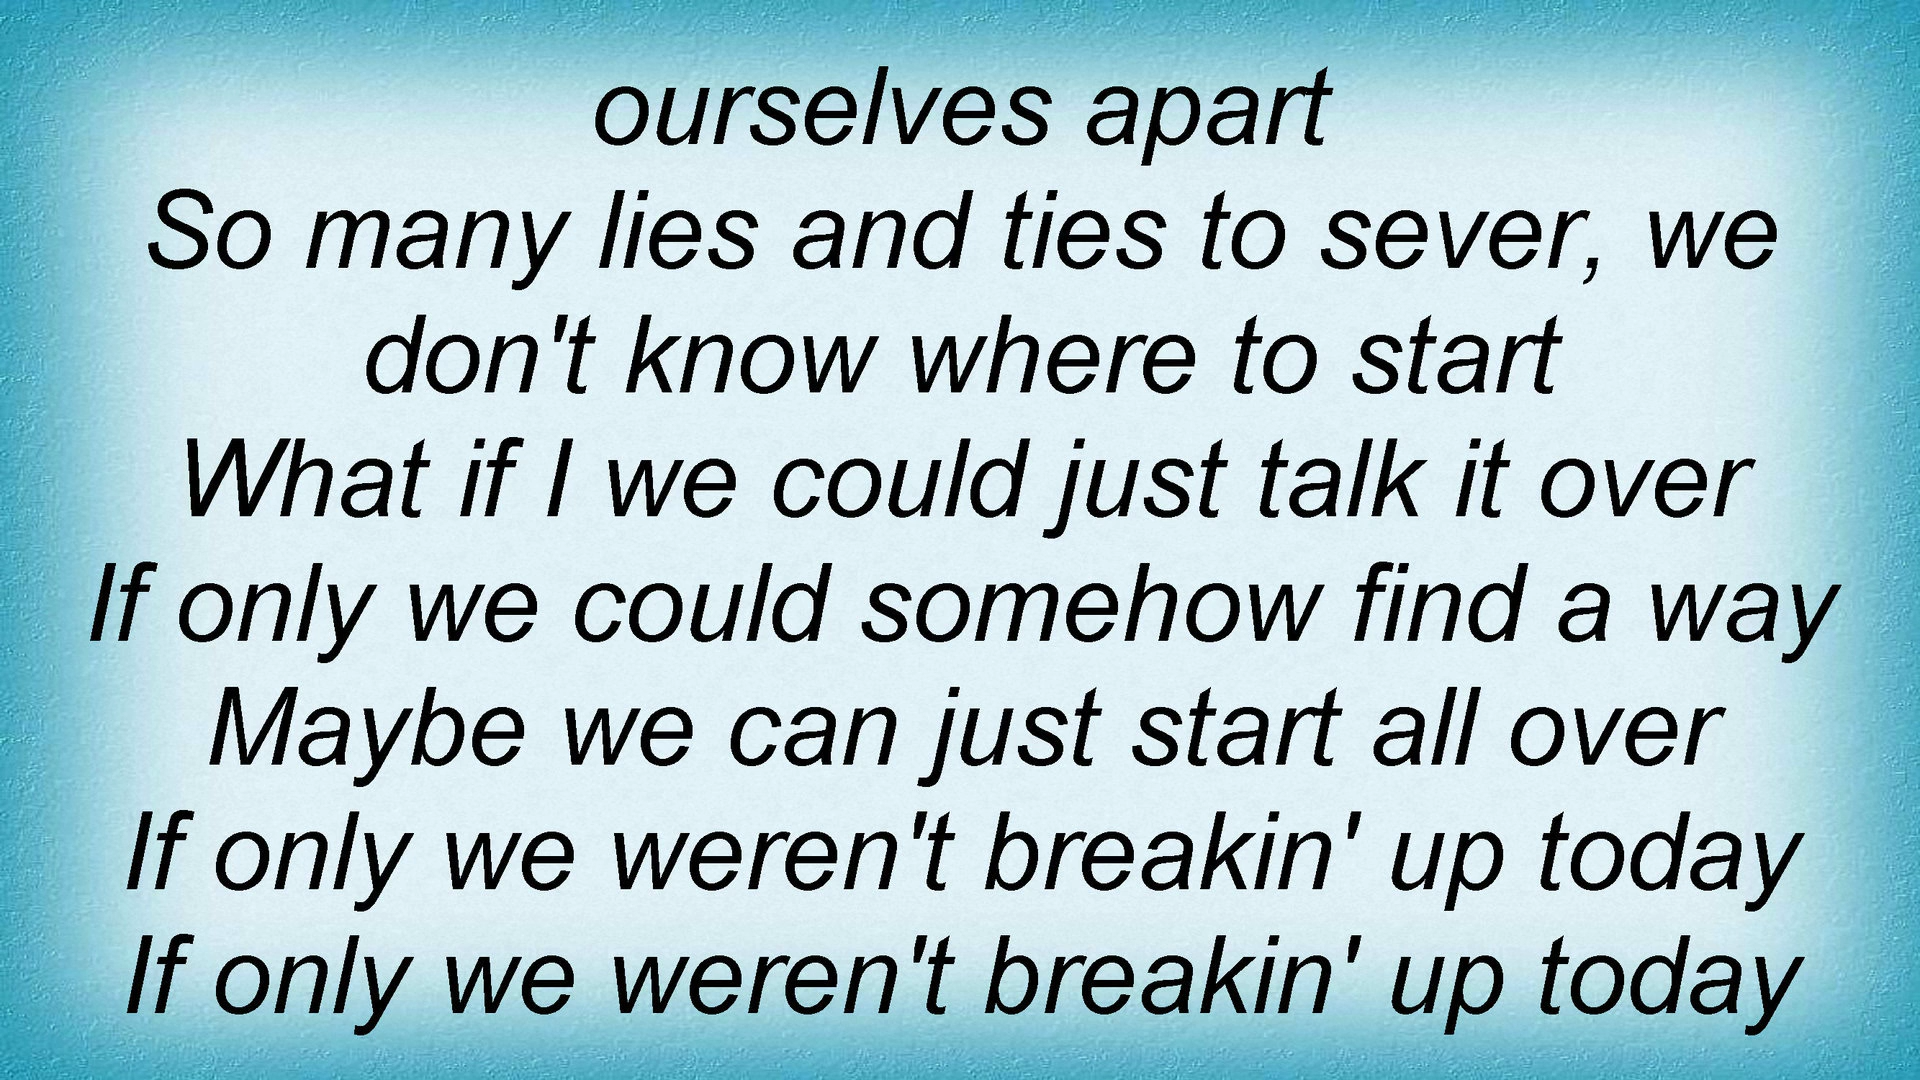 ourselves apart
So many lies and ties to sever, we
don't know where to start
What if I we could just talk it over
If only we could somehow find a way
Maybe we can just start all over
If only we weren't breakin' up today
If only we weren't breakin' up today